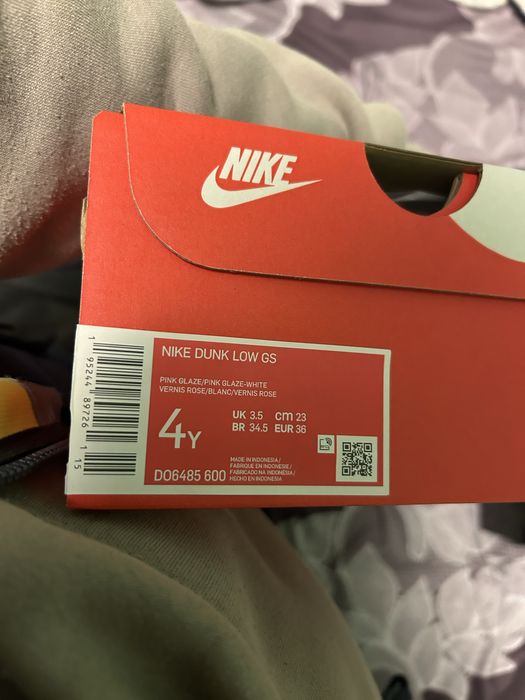 NIKE
NIKE DUNK LOW GS
PINK GLAZE/PINK GLAZE-WHITE
VERNIS ROSE/BLANC/VERNIS ROSE
4Y
UK 3.5 cm 23
BR 34.5 EUR 36
MADE IN INDONESIA/
FABRIQUE EN INDONESIE/
FABRICADO NA INDONÉSIA/
HECHO EN INDONESIA
DO6485 600
1 95244 89726 1 15